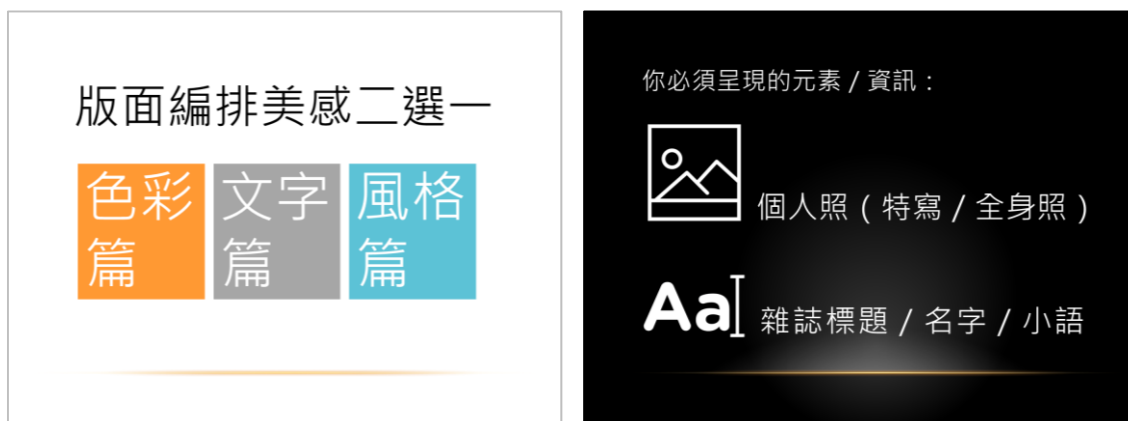 版面編排美感二選一
色彩
篇
文字
篇
風格
篇
你必須呈現的元素 / 資訊：
個人照 ( 特寫 / 全身照 )
Aa 雜誌標題 / 名字 / 小語